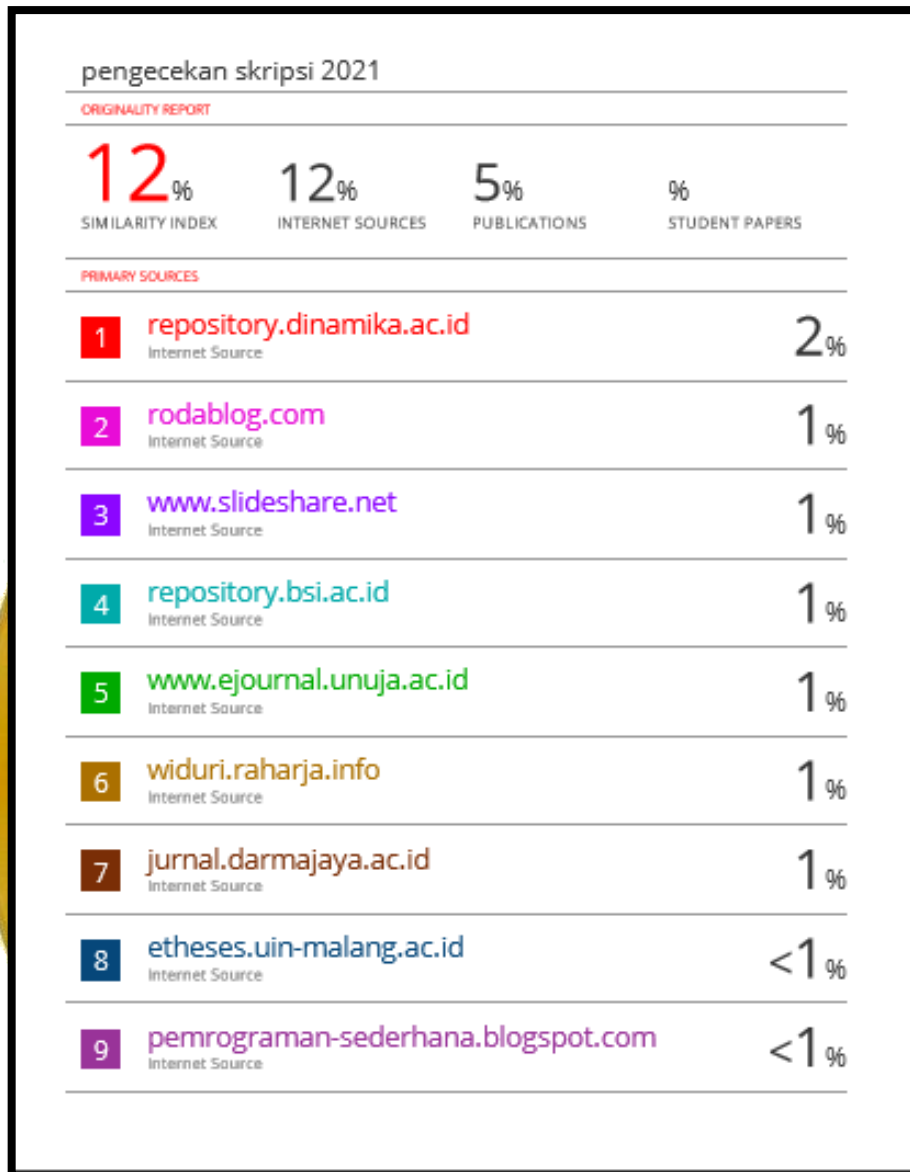 pengecekan skripsi 2021
ORIGINALITY REPORT
12% 12% 5% %
SIMILARITY INDEX INTERNET SOURCES PUBLICATIONS STUDENT PAPERS
PRIMARY SOURCES
1 repository.dinamika.ac.id 2%
Internet Source
2 rodablog.com 1%
Internet Source
3 www.slideshare.net 1%
Internet Source
4 repository.bsi.ac.id 1%
Internet Source
5 www.ejournal.unuja.ac.id 1%
Internet Source
6 widuri.raharja.info 1%
Internet Source
7 jurnal.darmajaya.ac.id 1%
Internet Source
8 etheses.uin-malang.ac.id <1%
Internet Source
9 pemrograman-sederhana.blogspot.com <1%
Internet Source